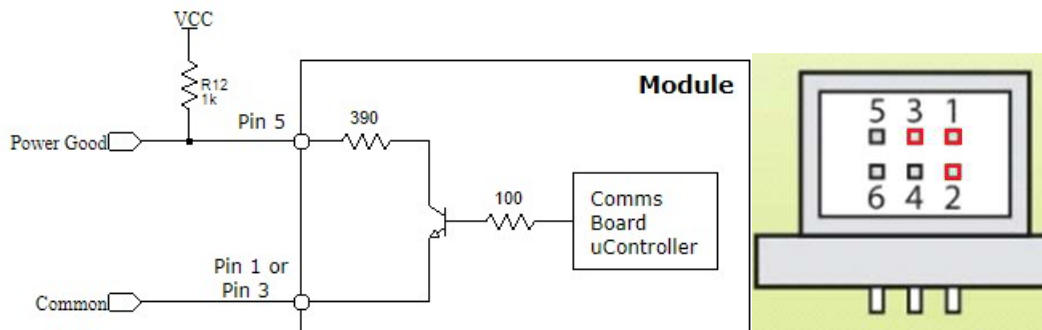 VCC
R12
1k
Module
Pin 5
390
Power Good
100
Comms
Board
uController
Pin 1 or
Pin 3
Common
5 3 1
6 4 2